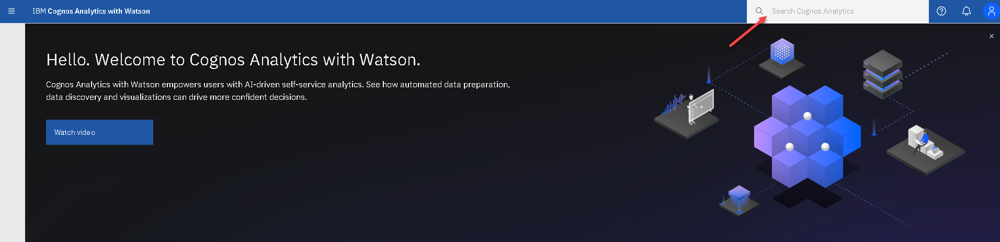 IBM Cognos Analytics with Watson
Search Cognos Analytics
Hello. Welcome to Cognos Analytics with Watson.
Cognos Analytics with Watson empowers users with AI-driven self-service analytics. See how automated data preparation,
data discovery and visualizations can drive more confident decisions.
Watch video